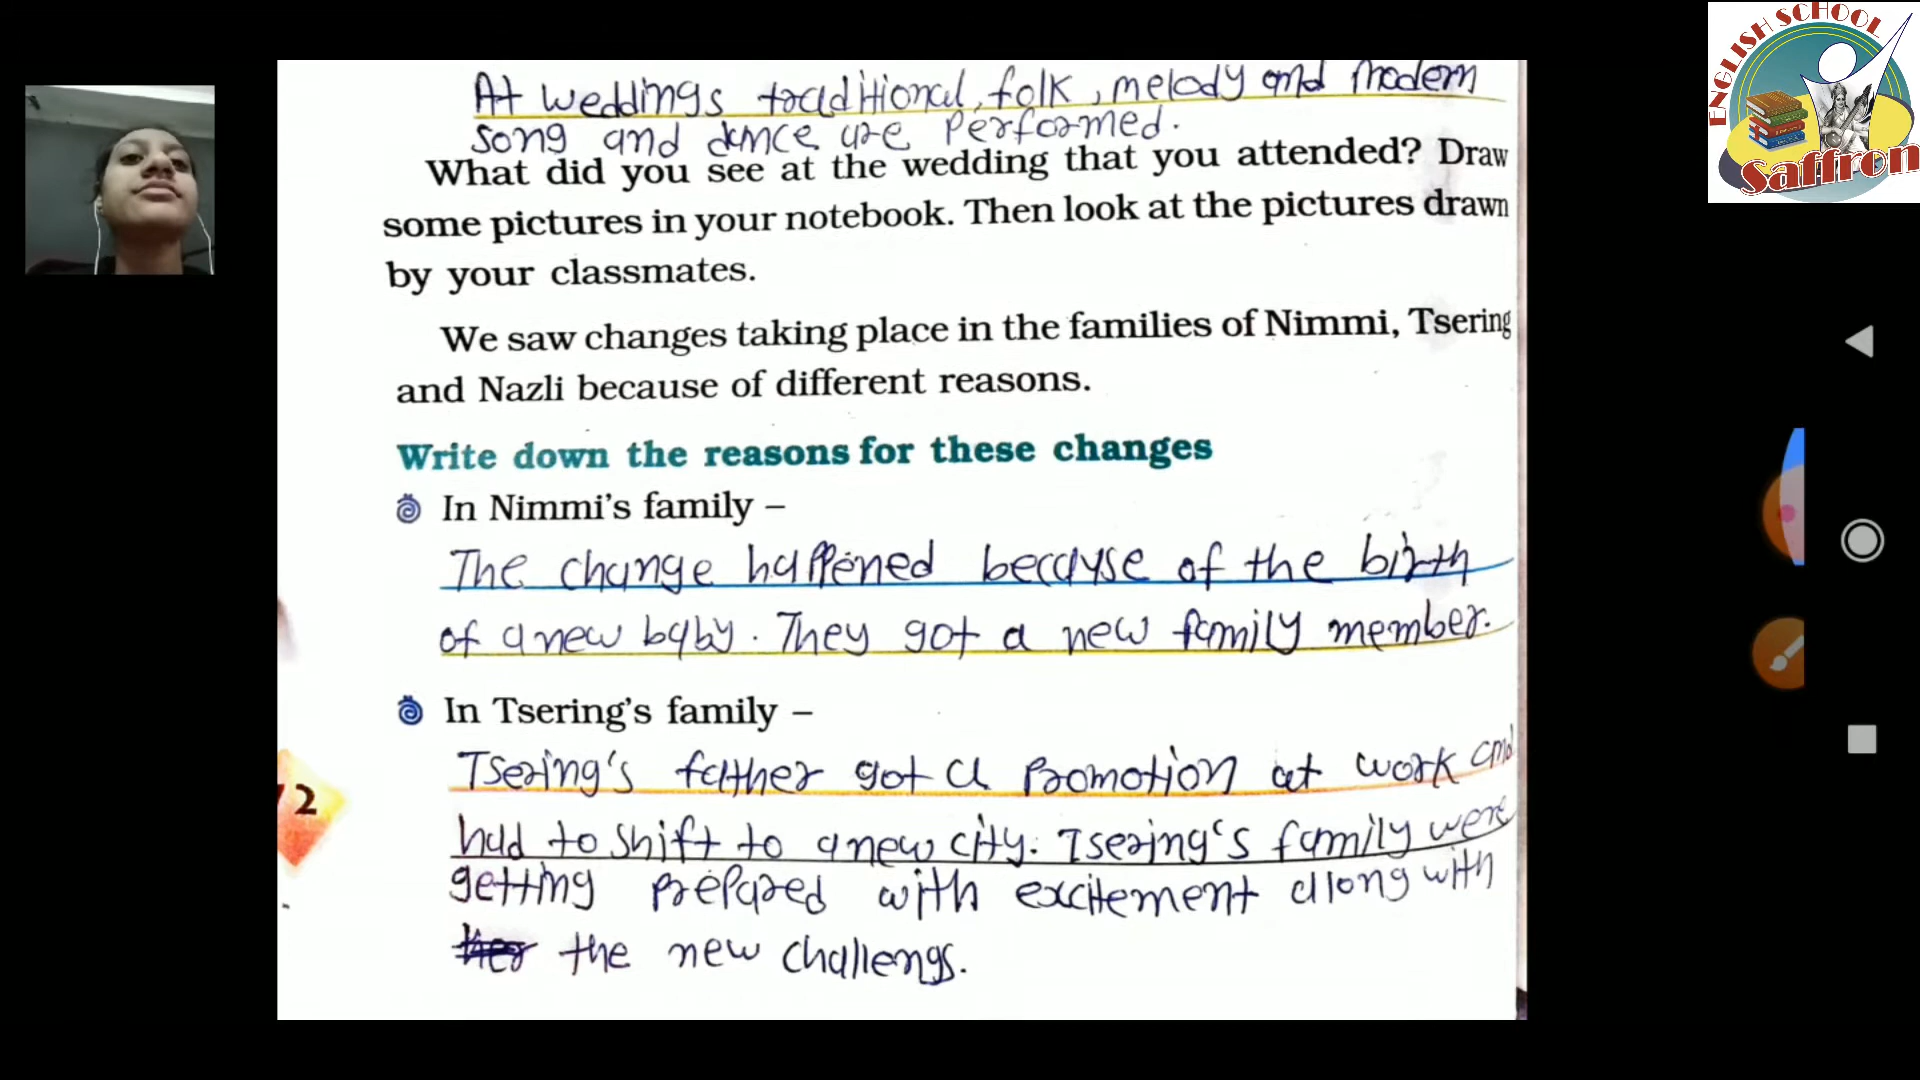 ENGLISH SCHOOL
Saffron
At weddings traditional, folk, melody and modern
song and dance are performed.
What did you see at the wedding that you attended? Draw
some pictures in your notebook. Then look at the pictures drawn
by your classmates.
We saw changes taking place in the families of Nimmi, Tsering
and Nazli because of different reasons.
Write down the reasons for these changes
In Nimmi's family –
The change happened because of the birth
of a new baby. They got a new family member.
In Tsering's family –
Tsering's father got a promotion at work and
had to shift to a new city. Tsering's family were
getting prepared with excitement along with
her the new challengs.
2